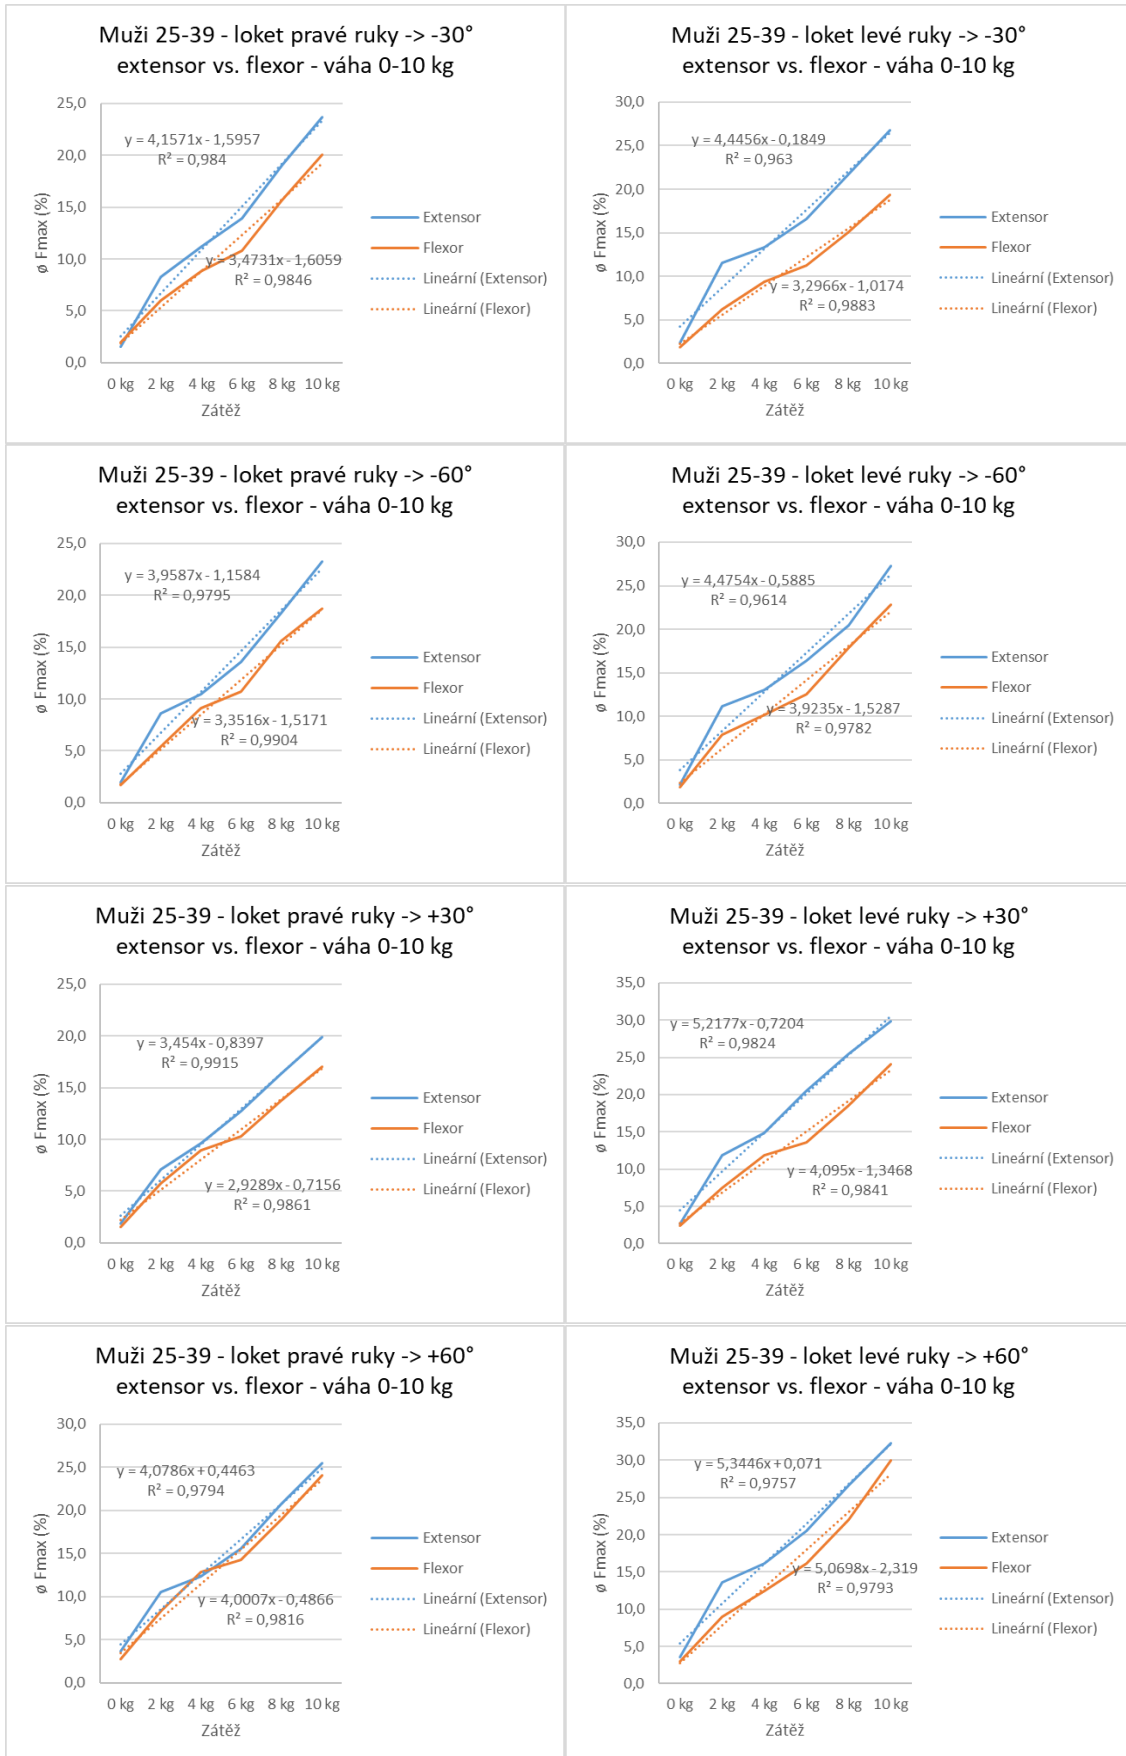 Muži 25-39 - loket pravé ruky -> -30°
extensor vs. flexor - váha 0-10 kg
ø Fmax (%)
25,0
20,0
15,0
10,0
5,0
0,0
y = 4,1571x - 1,5957
R² = 0,984
y = 3,4731x - 1,6059
R² = 0,9846
0 kg 2 kg 4 kg 6 kg 8 kg 10 kg
Zátěž
Extensor
Flexor
Lineární (Extensor)
Lineární (Flexor)
Muži 25-39 - loket levé ruky -> -30°
extensor vs. flexor - váha 0-10 kg
ø Fmax (%)
30,0
25,0
20,0
15,0
10,0
5,0
0,0
y = 4,4456x - 0,1849
R² = 0,963
y = 3,2966x - 1,0174
R² = 0,9883
0 kg 2 kg 4 kg 6 kg 8 kg 10 kg
Zátěž
Extensor
Flexor
Lineární (Extensor)
Lineární (Flexor)
Muži 25-39 - loket pravé ruky -> -60°
extensor vs. flexor - váha 0-10 kg
ø Fmax (%)
25,0
20,0
15,0
10,0
5,0
0,0
y = 3,9587x - 1,1584
R² = 0,9795
y = 3,3516x - 1,5171
R² = 0,9904
0 kg 2 kg 4 kg 6 kg 8 kg 10 kg
Zátěž
Extensor
Flexor
Lineární (Extensor)
Lineární (Flexor)
Muži 25-39 - loket levé ruky -> -60°
extensor vs. flexor - váha 0-10 kg
ø Fmax (%)
30,0
25,0
20,0
15,0
10,0
5,0
0,0
y = 4,4754x - 0,5885
R² = 0,9614
y = 3,9235x - 1,5287
R² = 0,9782
0 kg 2 kg 4 kg 6 kg 8 kg 10 kg
Zátěž
Extensor
Flexor
Lineární (Extensor)
Lineární (Flexor)
Muži 25-39 - loket pravé ruky -> +30°
extensor vs. flexor - váha 0-10 kg
ø Fmax (%)
25,0
20,0
15,0
10,0
5,0
0,0
y = 3,454x - 0,8397
R² = 0,9915
y = 2,9289x - 0,7156
R² = 0,9861
0 kg 2 kg 4 kg 6 kg 8 kg 10 kg
Zátěž
Extensor
Flexor
Lineární (Extensor)
Lineární (Flexor)
Muži 25-39 - loket levé ruky -> +30°
extensor vs. flexor - váha 0-10 kg
ø Fmax (%)
35,0
30,0
25,0
20,0
15,0
10,0
5,0
0,0
y = 5,2177x - 0,7204
R² = 0,9824
y = 4,095x - 1,3468
R² = 0,9841
0 kg 2 kg 4 kg 6 kg 8 kg 10 kg
Zátěž
Extensor
Flexor
Lineární (Extensor)
Lineární (Flexor)
Muži 25-39 - loket pravé ruky -> +60°
extensor vs. flexor - váha 0-10 kg
ø Fmax (%)
30,0
25,0
20,0
15,0
10,0
5,0
0,0
y = 4,0786x + 0,4463
R² = 0,9794
y = 4,0007x - 0,4866
R² = 0,9816
0 kg 2 kg 4 kg 6 kg 8 kg 10 kg
Zátěž
Extensor
Flexor
Lineární (Extensor)
Lineární (Flexor)
Muži 25-39 - loket levé ruky -> +60°
extensor vs. flexor - váha 0-10 kg
ø Fmax (%)
35,0
30,0
25,0
20,0
15,0
10,0
5,0
0,0
y = 5,3446x + 0,071
R² = 0,9757
y = 5,0698x - 2,319
R² = 0,9793
0 kg 2 kg 4 kg 6 kg 8 kg 10 kg
Zátěž
Extensor
Flexor
Lineární (Extensor)
Lineární (Flexor)